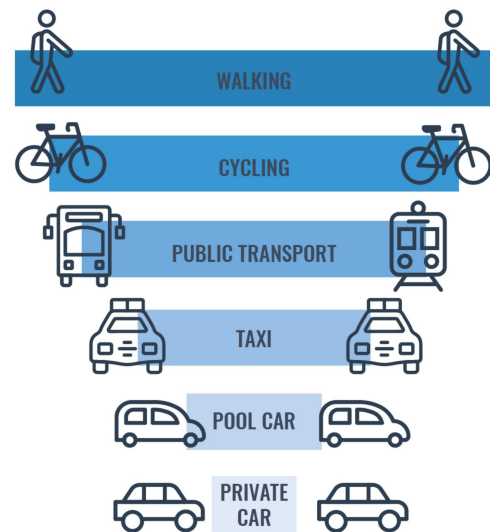 WALKING
CYCLING
PUBLIC TRANSPORT
TAXI
POOL CAR
PRIVATE
CAR